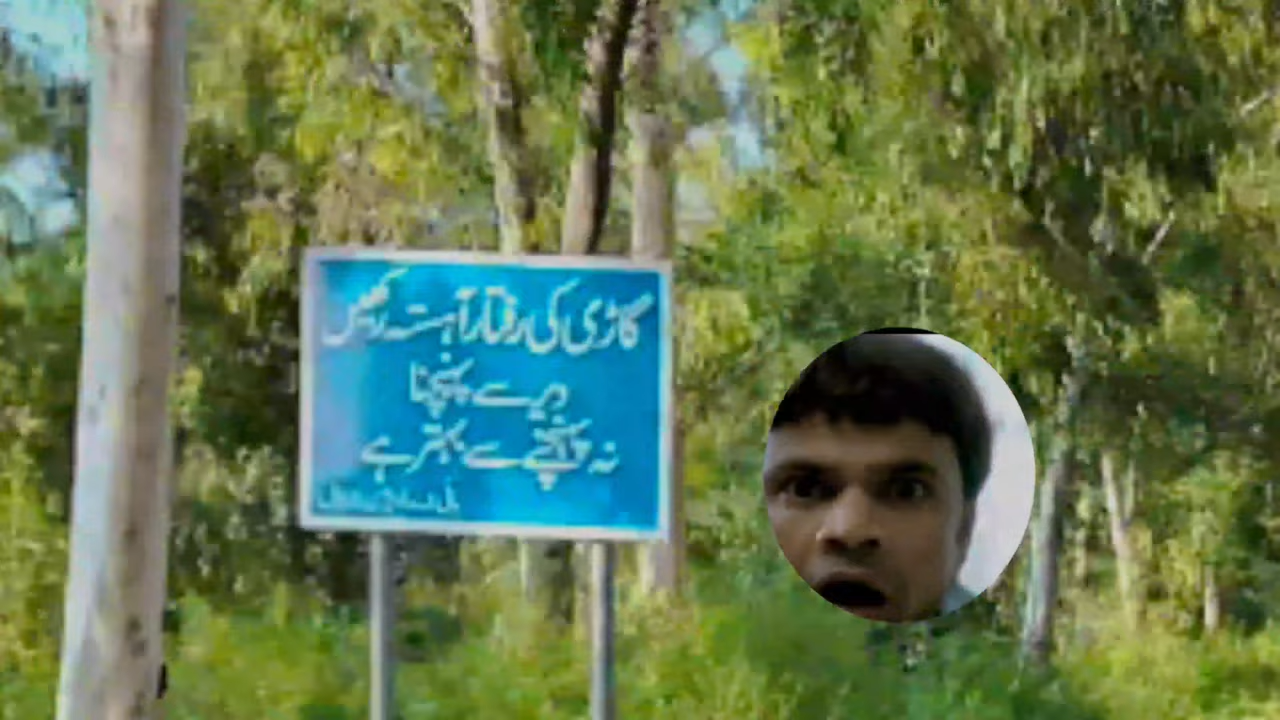 گاڑی کی رفتار آہستہ رکھیں
دیر سے پہنچنا
نہ پہنچنے سے بہتر ہے